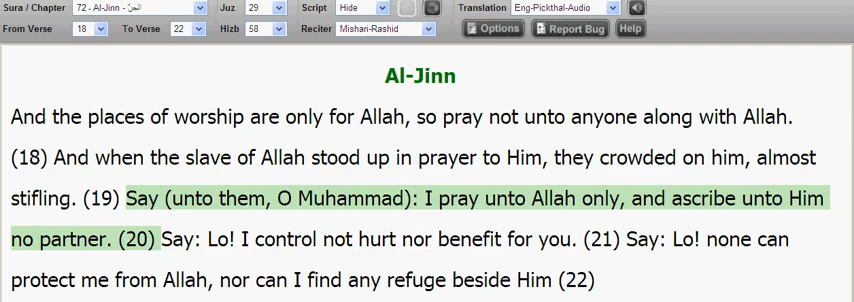 Sura / Chapter 72 - Al-Jinn - الجنّ Juz 29 Script Hide Translation Eng-Pickthal-Audio
From Verse 18 To Verse 22 Hizb 58 Reciter Mishari-Rashid Options Report Bug Help
Al-Jinn
And the places of worship are only for Allah, so pray not unto anyone along with Allah.
(18) And when the slave of Allah stood up in prayer to Him, they crowded on him, almost
stifling. (19) Say (unto them, O Muhammad): I pray unto Allah only, and ascribe unto Him
no partner. (20) Say: Lo! I control not hurt nor benefit for you. (21) Say: Lo! none can
protect me from Allah, nor can I find any refuge beside Him (22)